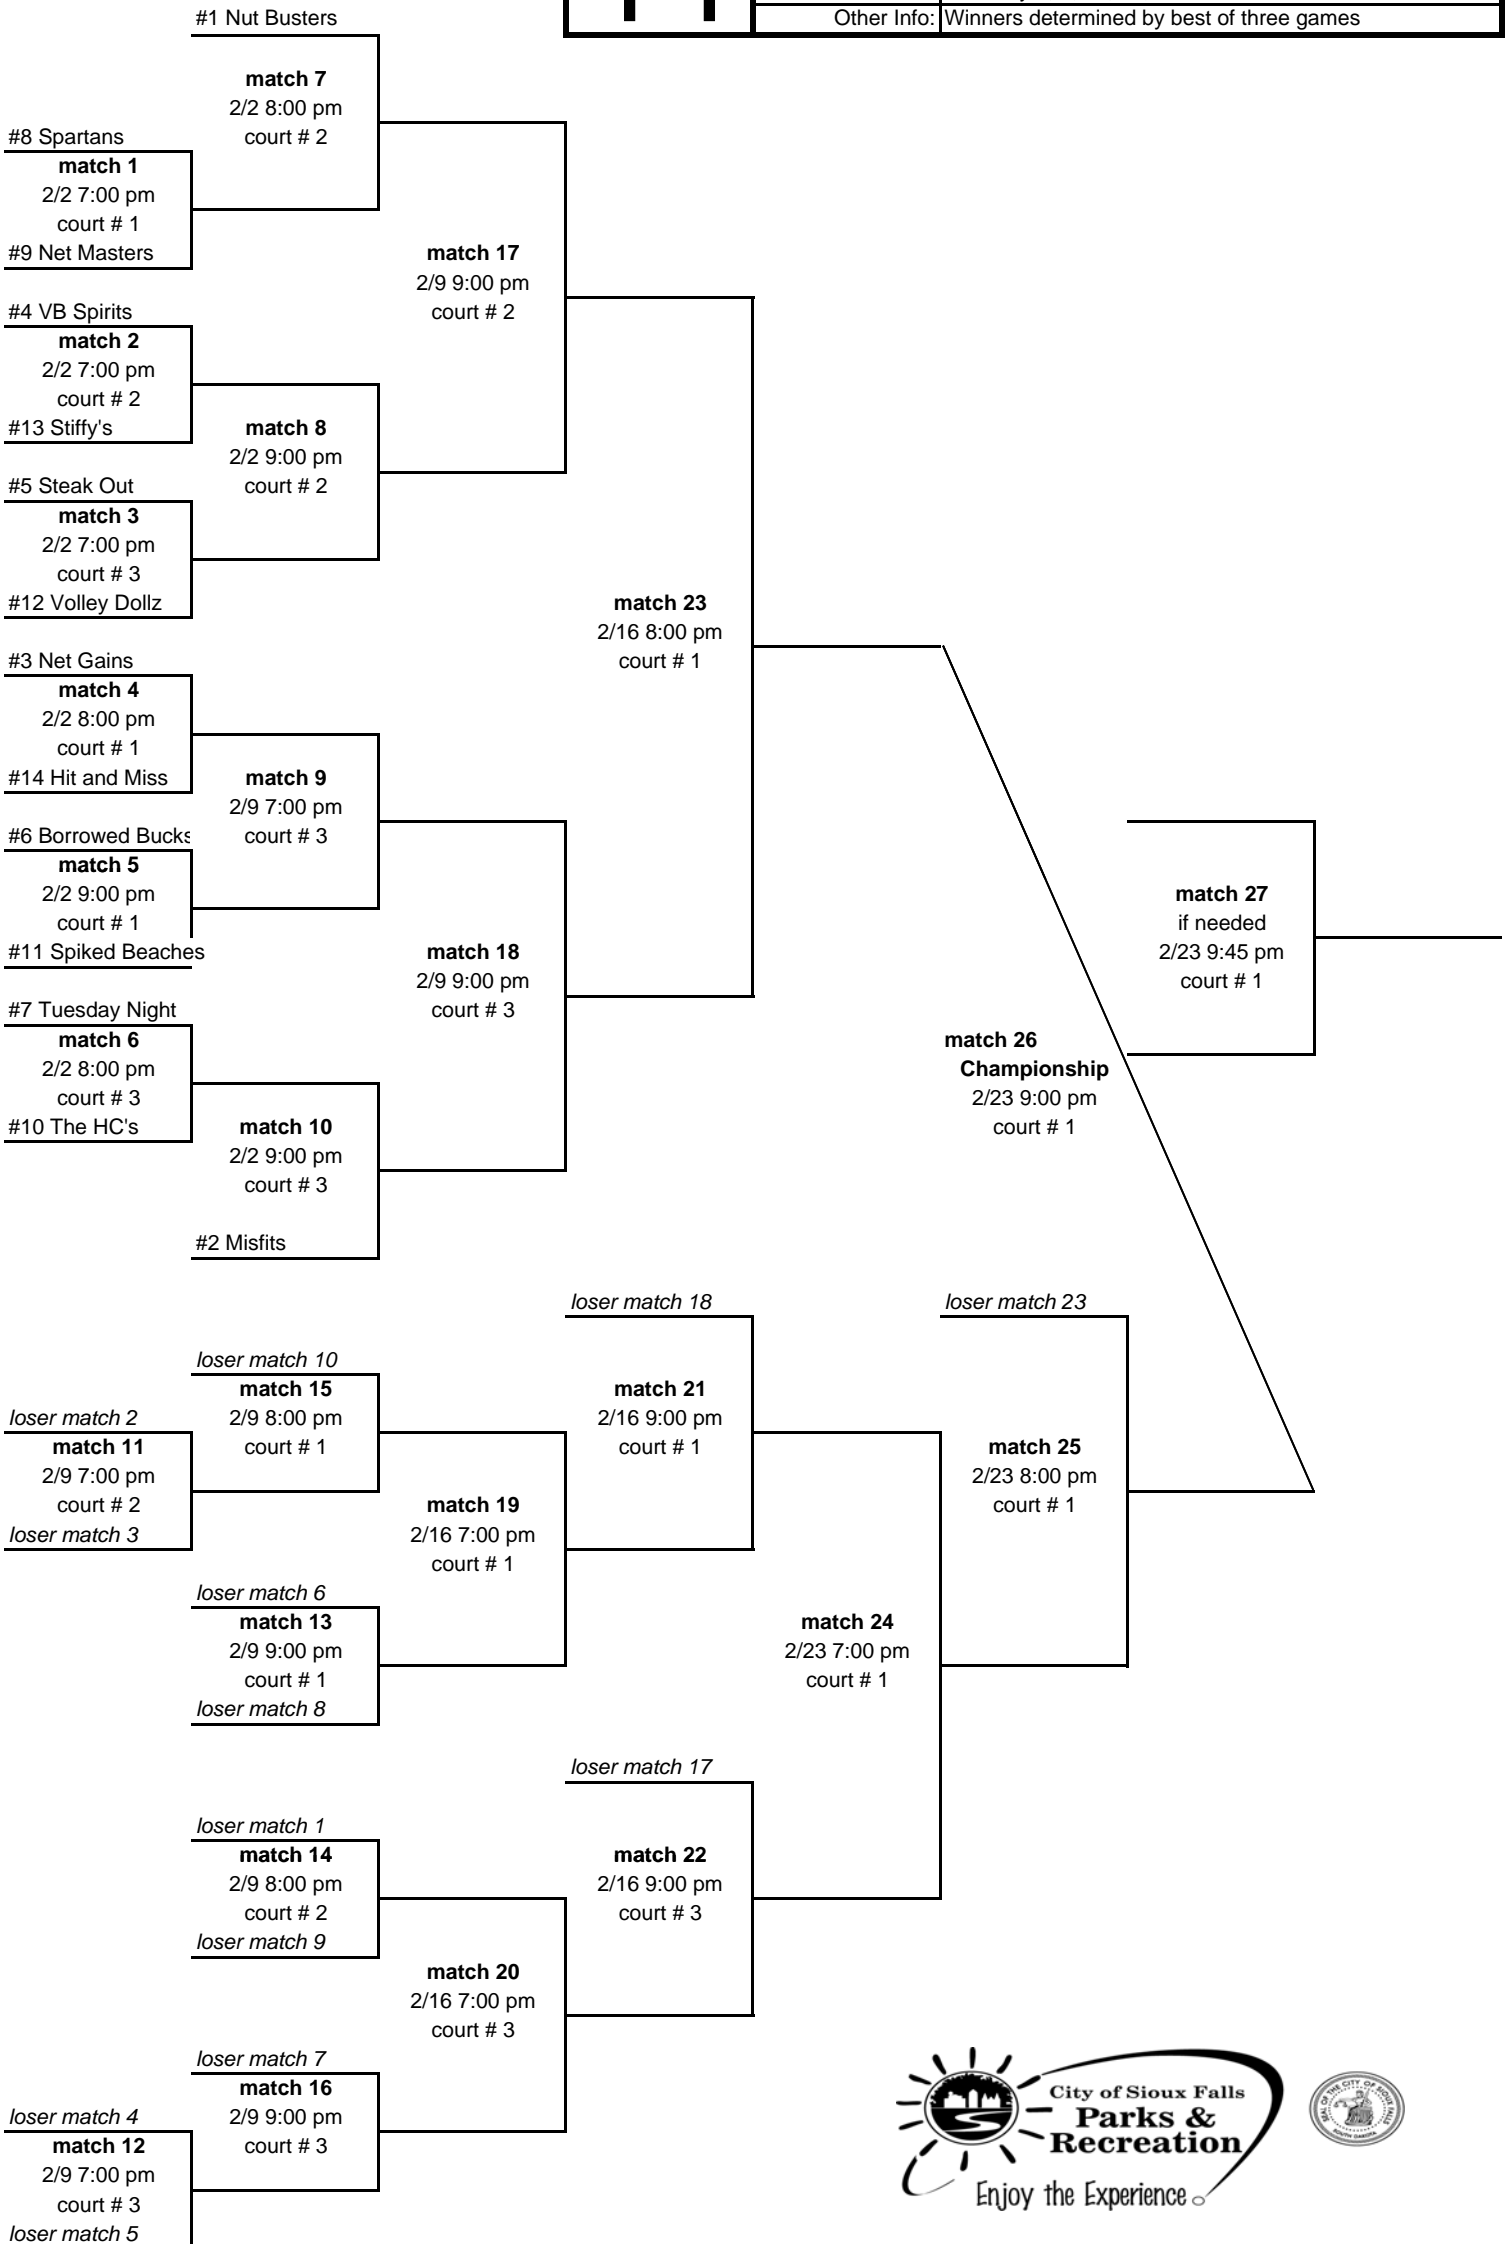 #1 Nut Busters
Other Info: Winners determined by best of three games
match 7
2/2 8:00 pm
court # 2
#8 Spartans
match 1
2/2 7:00 pm
court # 1
#9 Net Masters
match 17
2/9 9:00 pm
court # 2
#4 VB Spirits
match 2
2/2 7:00 pm
court # 2
#13 Stiffy's
match 8
2/2 9:00 pm
court # 2
#5 Steak Out
match 3
2/2 7:00 pm
court # 3
#12 Volley Dollz
match 23
2/16 8:00 pm
court # 1
#3 Net Gains
match 4
2/2 8:00 pm
court # 1
#14 Hit and Miss
match 9
2/9 7:00 pm
court # 3
#6 Borrowed Bucks
match 5
2/2 9:00 pm
court # 1
#11 Spiked Beaches
match 27
if needed
2/23 9:45 pm
court # 1
match 18
2/9 9:00 pm
court # 3
#7 Tuesday Night
match 6
2/2 8:00 pm
court # 3
#10 The HC's
match 26
Championship
2/23 9:00 pm
court # 1
match 10
2/2 9:00 pm
court # 3
#2 Misfits
loser match 18
loser match 23
loser match 10
match 15
2/9 8:00 pm
court # 1
match 21
2/16 9:00 pm
court # 1
loser match 2
match 11
2/9 7:00 pm
court # 2
loser match 3
match 25
2/23 8:00 pm
court # 1
match 19
2/16 7:00 pm
court # 1
loser match 6
match 13
2/9 9:00 pm
court # 1
loser match 8
match 24
2/23 7:00 pm
court # 1
loser match 17
loser match 1
match 14
2/9 8:00 pm
court # 2
loser match 9
match 22
2/16 9:00 pm
court # 3
match 20
2/16 7:00 pm
court # 3
loser match 7
match 16
2/9 9:00 pm
court # 3
loser match 4
match 12
2/9 7:00 pm
court # 3
loser match 5
City of Sioux Falls
Parks &
Recreation
Enjoy the Experience
SEAL OF THE CITY OF SIOUX FALLS
SOUTH DAKOTA